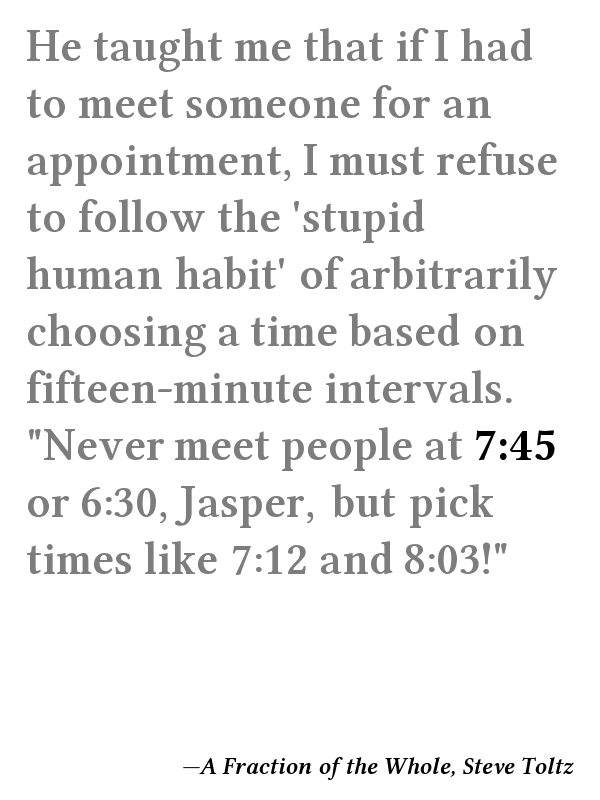 He taught me that if I had
to meet someone for an
appointment, I must refuse
to follow the 'stupid
human habit' of arbitrarily
choosing a time based on
fifteen-minute intervals.
"Never meet people at 7:45
or 6:30, Jasper, but pick
times like 7:12 and 8:03!"
—A Fraction of the Whole, Steve Toltz